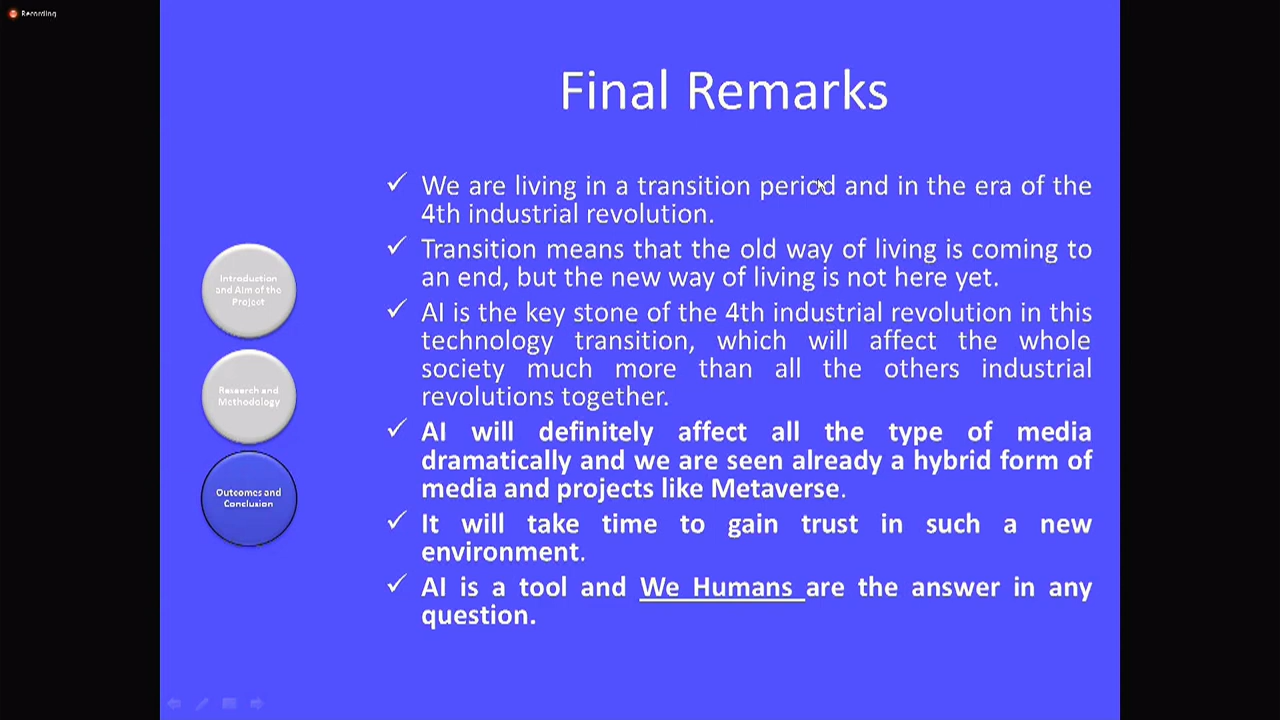 Recording
Final Remarks
✓ We are living in a transition period and in the era of the
4th industrial revolution.
✓ Transition means that the old way of living is coming to
an end, but the new way of living is not here yet.
✓ AI is the key stone of the 4th industrial revolution in this
technology transition, which will affect the whole
society much more than all the others industrial
revolutions together.
✓ AI will definitely affect all the type of media
dramatically and we are seen already a hybrid form of
media and projects like Metaverse.
✓ It will take time to gain trust in such a new
environment.
✓ AI is a tool and We Humans are the answer in any
question.
Introduction
and Aim of the
Project
Research and
Methodology
Outcomes and
Conclusion